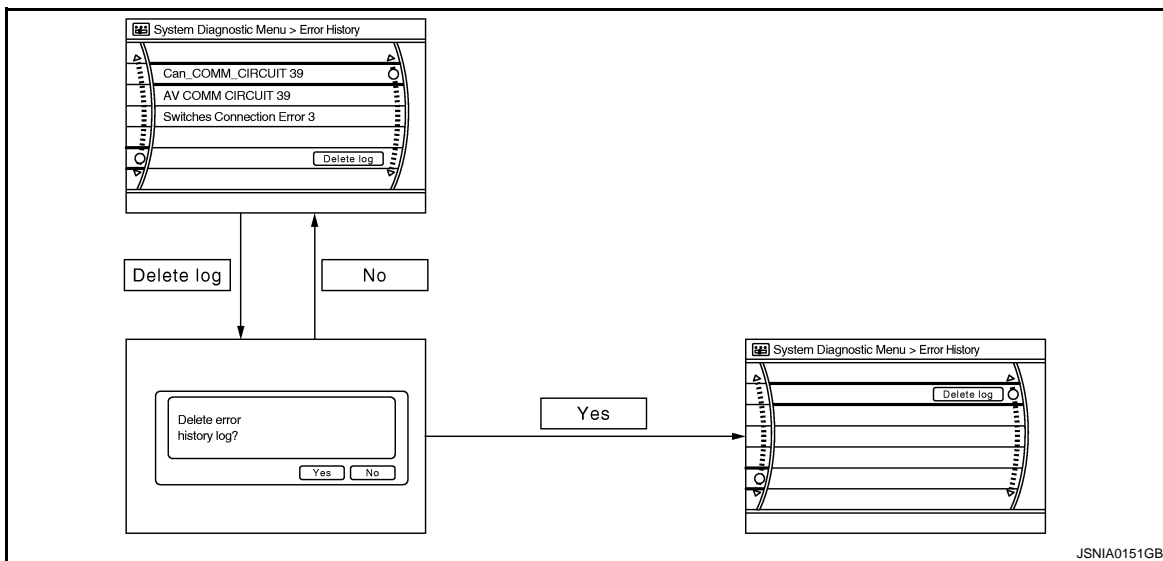 System Diagnostic Menu > Error History
Can_COMM_CIRCUIT 39
AV COMM CIRCUIT 39
Switches Connection Error 3
Delete log
Delete log
No
Delete error
history log?
Yes
No
Yes
System Diagnostic Menu > Error History
Delete log
JSNIA0151GB